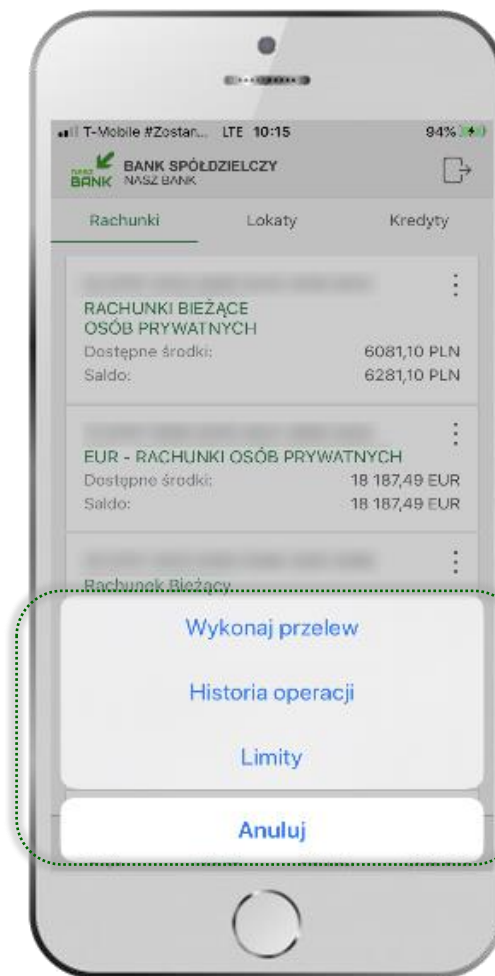 T-Mobile #Zostan... LTE 10:15 94%
NASZ BANK BANK SPÓŁDZIELCZY
NASZ BANK
Rachunki Lokaty Kredyty
RACHUNKI BIEŻĄCE
OSÓB PRYWATNYCH
Dostępne środki: 6081,10 PLN
Saldo: 6281,10 PLN
EUR - RACHUNKI OSÓB PRYWATNYCH
Dostępne środki: 18 187,49 EUR
Saldo: 18 187,49 EUR
Rachunek Bieżący
Wykonaj przelew
Historia operacji
Limity
Anuluj